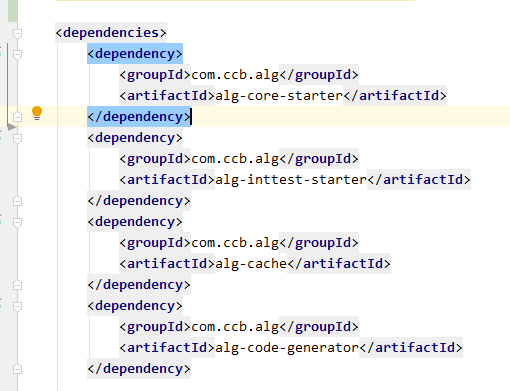 <dependencies>
<dependency>
<groupId>com.ccb.alg</groupId>
<artifactId>alg-core-starter</artifactId>
</dependency>
<dependency>
<groupId>com.ccb.alg</groupId>
<artifactId>alg-inttest-starter</artifactId>
</dependency>
<dependency>
<groupId>com.ccb.alg</groupId>
<artifactId>alg-cache</artifactId>
</dependency>
<dependency>
<groupId>com.ccb.alg</groupId>
<artifactId>alg-code-generator</artifactId>
</dependency>